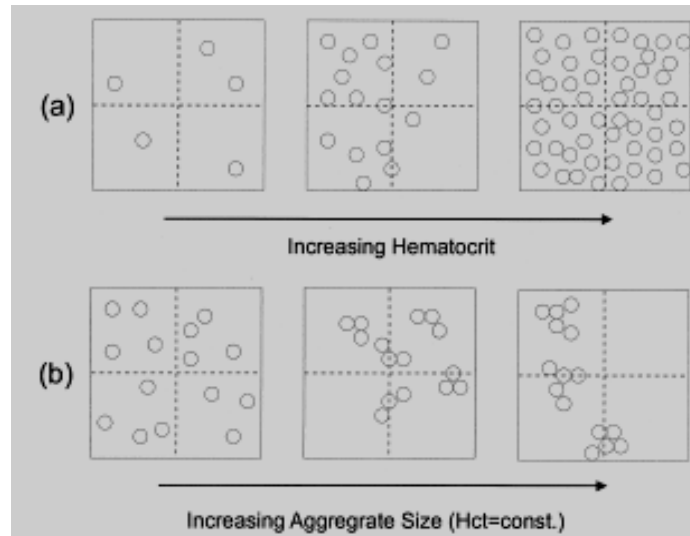 (a)
Increasing Hematocrit
(b)
Increasing Aggregrate Size (Hct=const.)